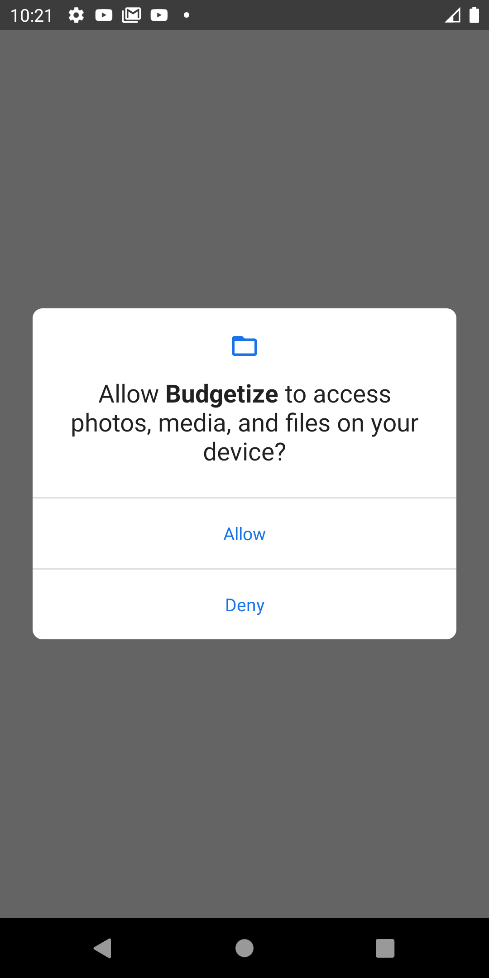 10:21
Allow Budgetize to access
photos, media, and files on your
device?
Allow
Deny